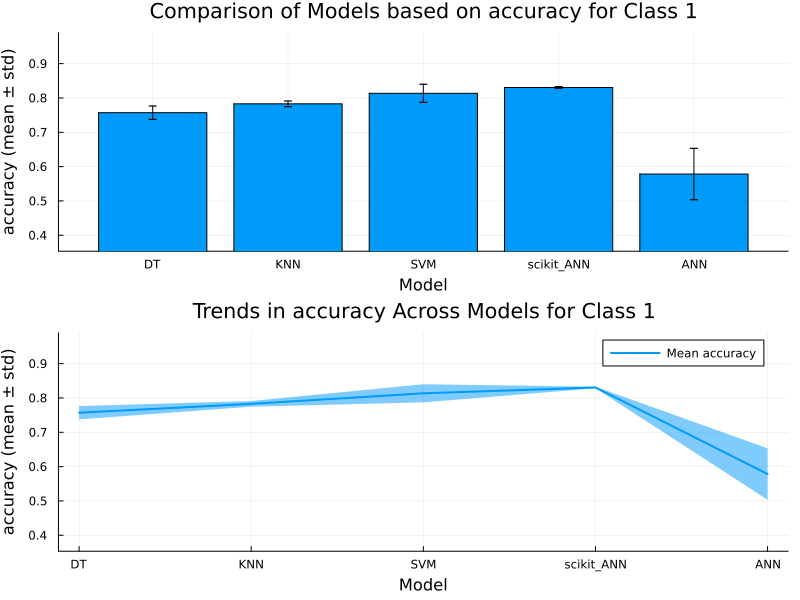 Comparison of Models based on accuracy for Class 1
accuracy (mean ± std)
0.9
0.8
0.7
0.6
0.5
0.4
DT KNN SVM scikit_ANN ANN
Model
Trends in accuracy Across Models for Class 1
accuracy (mean ± std)
Mean accuracy
0.9
0.8
0.7
0.6
0.5
0.4
DT KNN SVM scikit_ANN ANN
Model